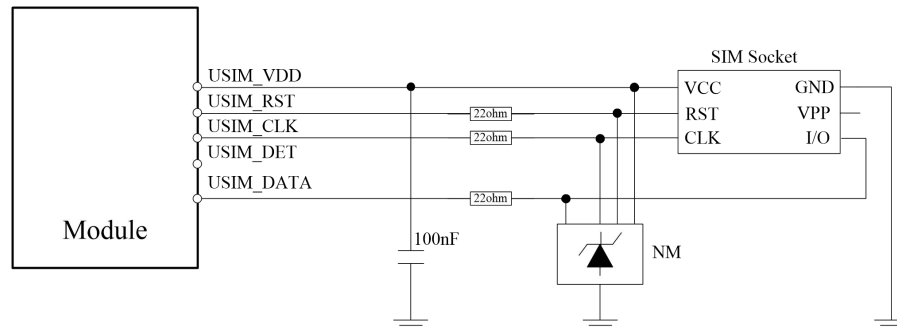 SIM Socket
USIM_VDD
VCC
GND
USIM_RST
22ohm
RST
VPP
USIM_CLK
22ohm
CLK
I/O
USIM_DET
USIM_DATA
22ohm
Module
100nF
NM